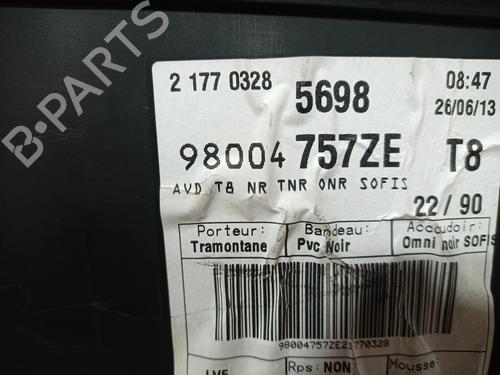 2 177 0328 5698 08:47
26/06/13
98004 757ZE T8
AVD T8 NR TNR ONR SOFIS
22/90
Porteur: Bandeau: Accoudoir:
Tramontane Pvc Noir Omni noir SOFIS
98004757ZE21770328
Rps: NON Mousse:
B-PARTS